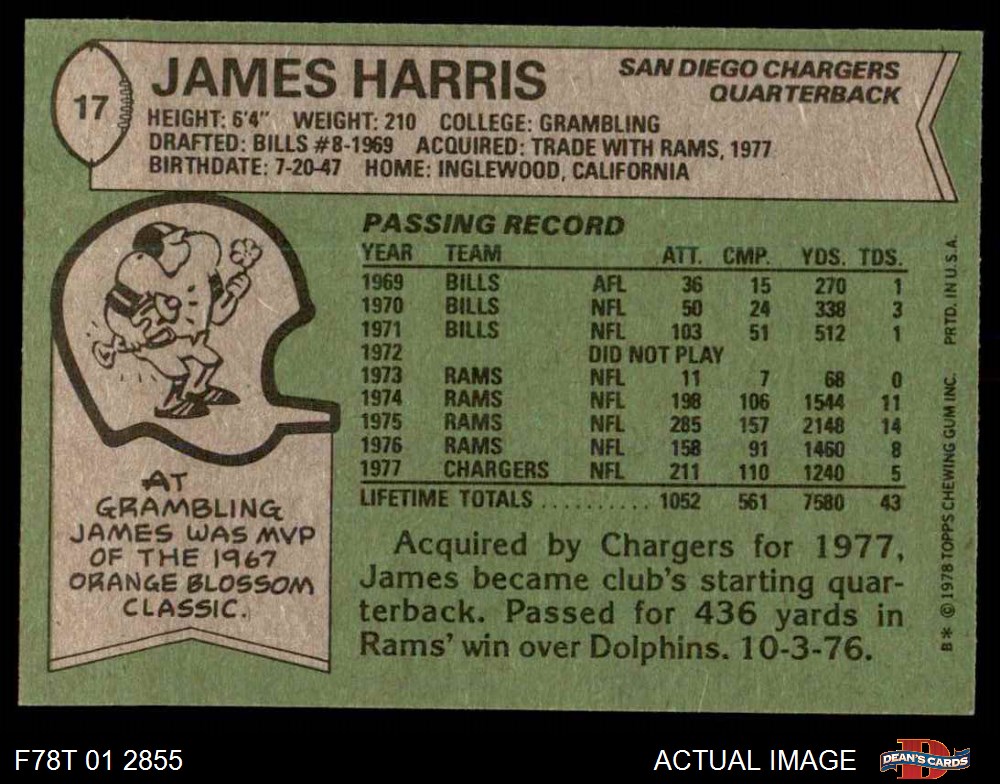 17
JAMES HARRIS
SAN DIEGO CHARGERS
QUARTERBACK
HEIGHT: 6'4" WEIGHT: 210 COLLEGE: GRAMBLING
DRAFTED: BILLS #8-1969 ACQUIRED: TRADE WITH RAMS, 1977
BIRTHDATE: 7-20-47 HOME: INGLEWOOD, CALIFORNIA
PASSING RECORD
YEAR TEAM ATT. CMP. YDS. TDS.
1969 BILLS AFL 36 15 270 1
1970 BILLS NFL 50 24 338 3
1971 BILLS NFL 103 51 512 1
1972 DID NOT PLAY
1973 RAMS NFL 11 7 68 0
1974 RAMS NFL 198 106 1544 11
1975 RAMS NFL 285 157 2148 14
1976 RAMS NFL 158 91 1460 8
1977 CHARGERS NFL 211 110 1240 5
LIFETIME TOTALS .......... 1052 561 7580 43
AT
GRAMBLING
JAMES WAS MVP
OF THE 1967
ORANGE BLOSSOM
CLASSIC.
Acquired by Chargers for 1977,
James became club's starting quar-
terback. Passed for 436 yards in
Rams' win over Dolphins. 10-3-76.
B* © 1978 TOPPS CHEWING GUM INC. PRTD. IN U.S.A.
F78T 01 2855
ACTUAL IMAGE
DEAN'S CARDS